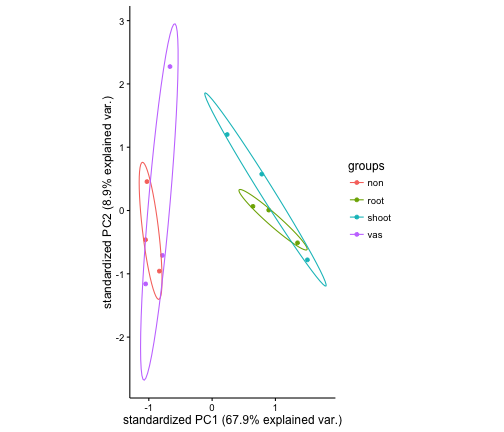 3
2
1
0
-1
-2
standardized PC2 (8.9% explained var.)
-1
0
1
standardized PC1 (67.9% explained var.)
groups
non
root
shoot
vas